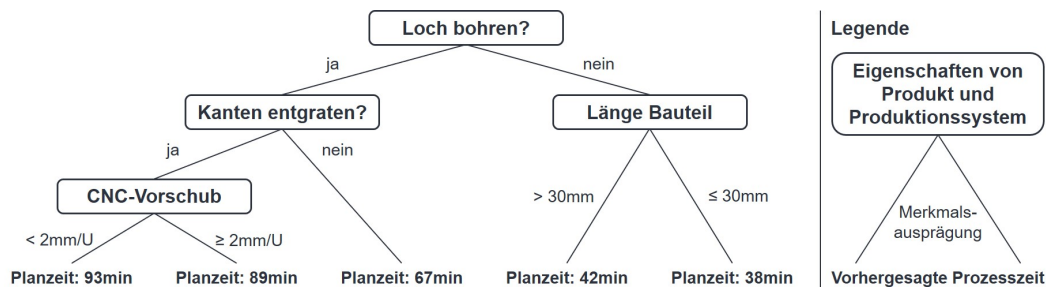 Loch bohren?
ja
nein
Kanten entgraten?
Länge Bauteil
ja
nein
CNC-Vorschub
> 30mm
≤ 30mm
< 2mm/U
≥ 2mm/U
Planzeit: 93min
Planzeit: 89min
Planzeit: 67min
Planzeit: 42min
Planzeit: 38min
Legende
Eigenschaften von
Produkt und
Produktionssystem
Merkmals-
ausprägung
Vorhergesagte Prozesszeit